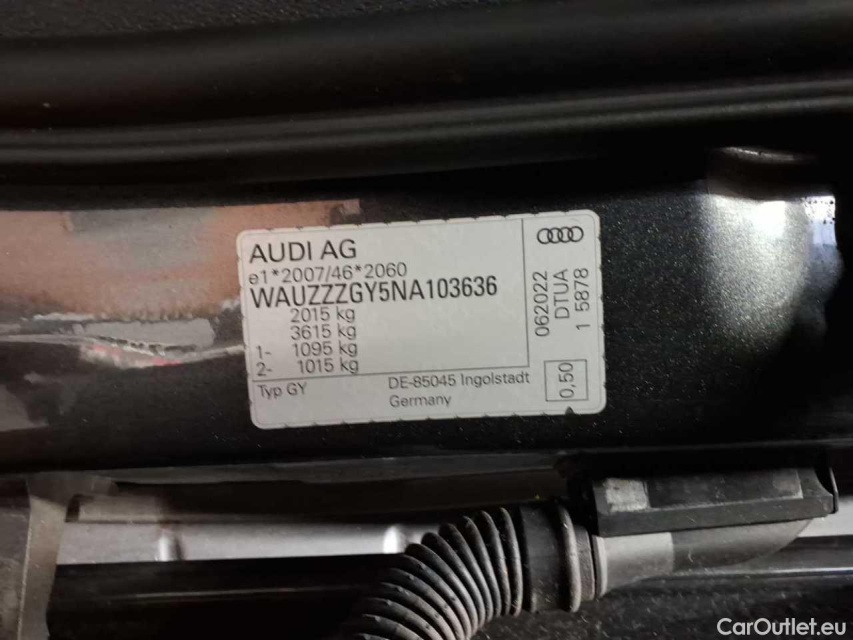 AUDI AG
e1*2007/46*2060
WAUZZZGY5NA103636
2015 kg
3615 kg
1- 1095 kg
2- 1015 kg
Typ GY
DE-85045 Ingolstadt
Germany
062022
DTUA
1 5878
0,50
CarOutlet.eu